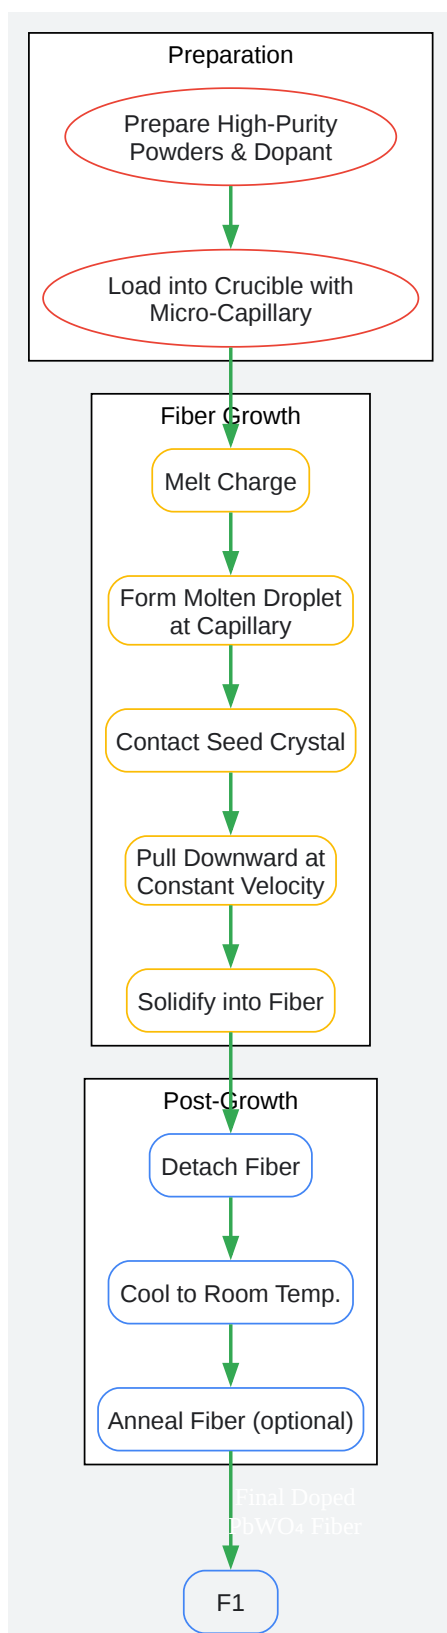 Preparation
Prepare High-Purity
Powders & Dopant
Load into Crucible with
Micro-Capillary
Fiber Growth
Melt Charge
Form Molten Droplet
at Capillary
Contact Seed Crystal
Pull Downward at
Constant Velocity
Solidify into Fiber
Post-Growth
Detach Fiber
Cool to Room Temp.
Anneal Fiber (optional)
Final Doped
PbWO₄ Fiber
F1